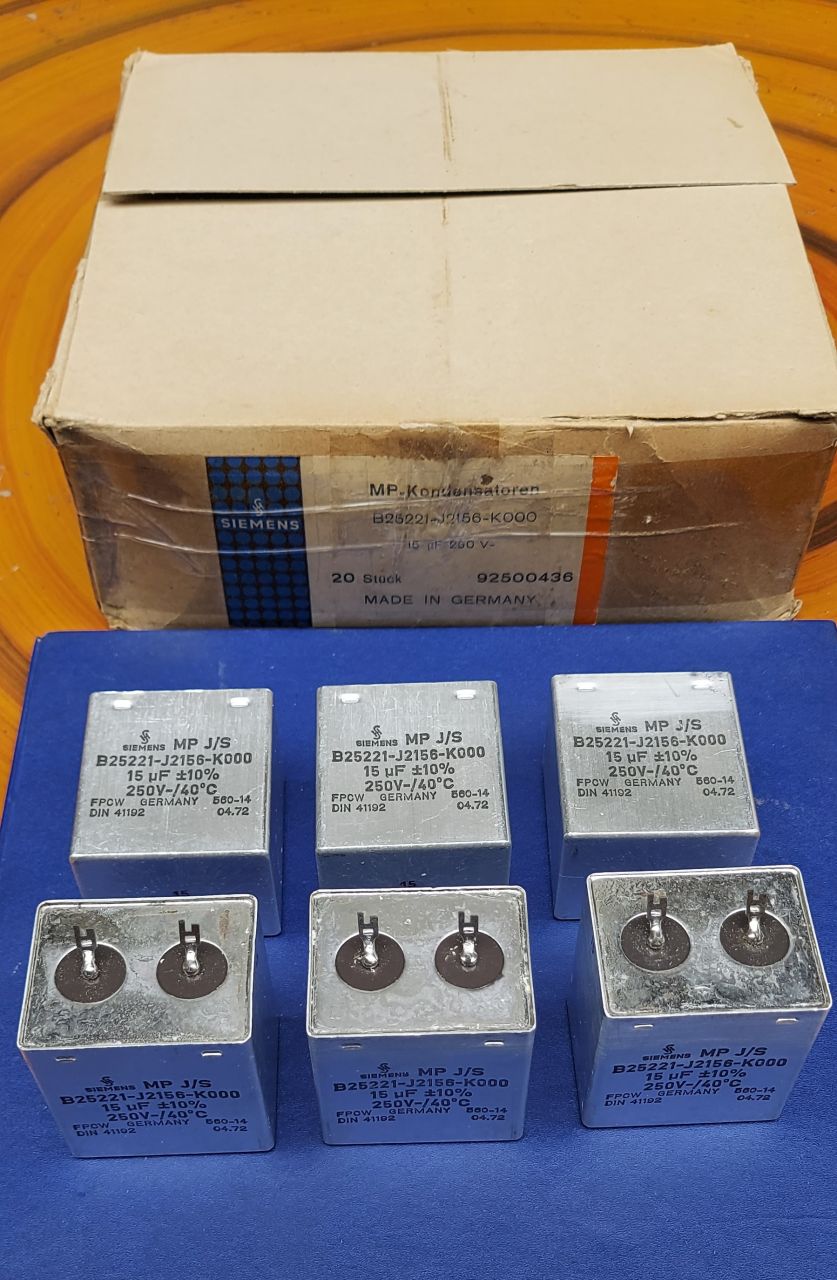 MP-Kondensatoren
SIEMENS
B25221-J2156-K000
15 µF 250 V-
20 Stück 92500436
MADE IN GERMANY
SIEMENS MP J/S
B25221-J2156-K000
15 µF ±10%
250V-/40°C
FPCW GERMANY 560-14
DIN 41192 04.72
15
SIEMENS MP J/S
B25221-J2156-K000
15 µF ±10%
250V-/40°C
FPCW GERMANY 560-14
DIN 41192 04.72
15
SIEMENS MP J/S
B25221-J2156-K000
15 µF ±10%
250V-/40°C
FPCW GERMANY 560-14
DIN 41192 04.72
SIEMENS MP J/S
B25221-J2156-K000
15 µF ±10%
250V-/40°C
FPCW GERMANY 560-14
DIN 41192 04.72
SIEMENS MP J/S
B25221-J2156-K000
15 µF ±10%
250V-/40°C
FPCW GERMANY 560-14
DIN 41192 04.72
SIEMENS MP J/S
B25221-J2156-K000
15 µF ±10%
250V-/40°C
FPCW GERMANY 560-14
DIN 41192 04.72